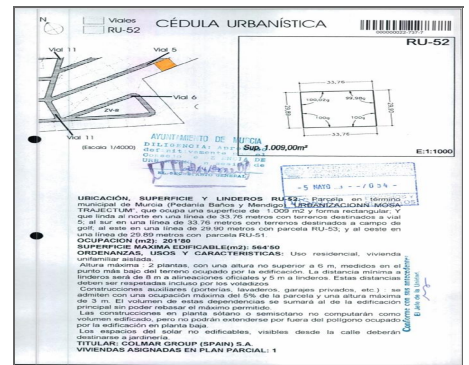 N
Viales
RU-52
CÉDULA URBANÍSTICA
RU-52
Vial 11
Vial 5
Vial 6
ZV-8
Vial 11
(Escala 1/4000)
33,76
29,89
29,90
100g
100g
33,76
Sup. 1.009,00m²
E:1:1000
AYUNTAMIENTO DE MURCIA
DILIGENCIA:
- 5 MAYO
UBICACIÓN, SUPERFICIE Y LINDEROS RU-52: Parcela en término
municipal de Murcia (Pedanía Baños y Mendigo), "URBANIZACIÓN MOSA
TRAJECTUM", que ocupa una superficie de 1.009 m2 y forma rectangular; Y
que linda al norte en una línea de 33.76 metros con terrenos destinados a vial
5; al sur en una línea de 33.76 metros con terrenos destinados a campo de
golf; al este en una línea de 29.90 metros con parcela RU-53; y al oeste en
una línea de 29.89 metros con parcela RU-51.
OCUPACION (m2): 201'80
SUPERFICIE MAXIMA EDIFICABLE(m2): 564'50
ORDENANZAS, USOS Y CARACTERISTICAS: Uso residencial, vivienda
unifamiliar aislada.
Altura máxima : 2 plantas, con una altura no superior a 6 m, medidos en el
punto más bajo del terreno ocupado por la edificación. La distancia mínima a
linderos será de 8 m a alineaciones oficiales y 5 m a linderos. Estas distancias
deben ser respetadas incluso por los voladizos
Construcciones auxiliares (porterías, lavaderos, garajes privados, etc.) : se
admiten con una ocupación máxima del 5% de la parcela y una altura máxima
de 3 m. El volumen de estas dependencias se sumará al de la edificación
principal sin poder rebasar el máximo permitido.
Las construcciones en planta sótano o semisótano no computarán como
volumen edificado, pero no podrán extenderse por fuera del polígono ocupado
por la edificación en planta baja.
Los espacios del solar no edificables, visibles desde la calle deberán
destinarse a jardinería.
TITULAR: COLMAR GROUP (SPAIN) S.A.
VIVIENDAS ASIGNADAS EN PLAN PARCIAL: 1
Conforme con sus antecedentes